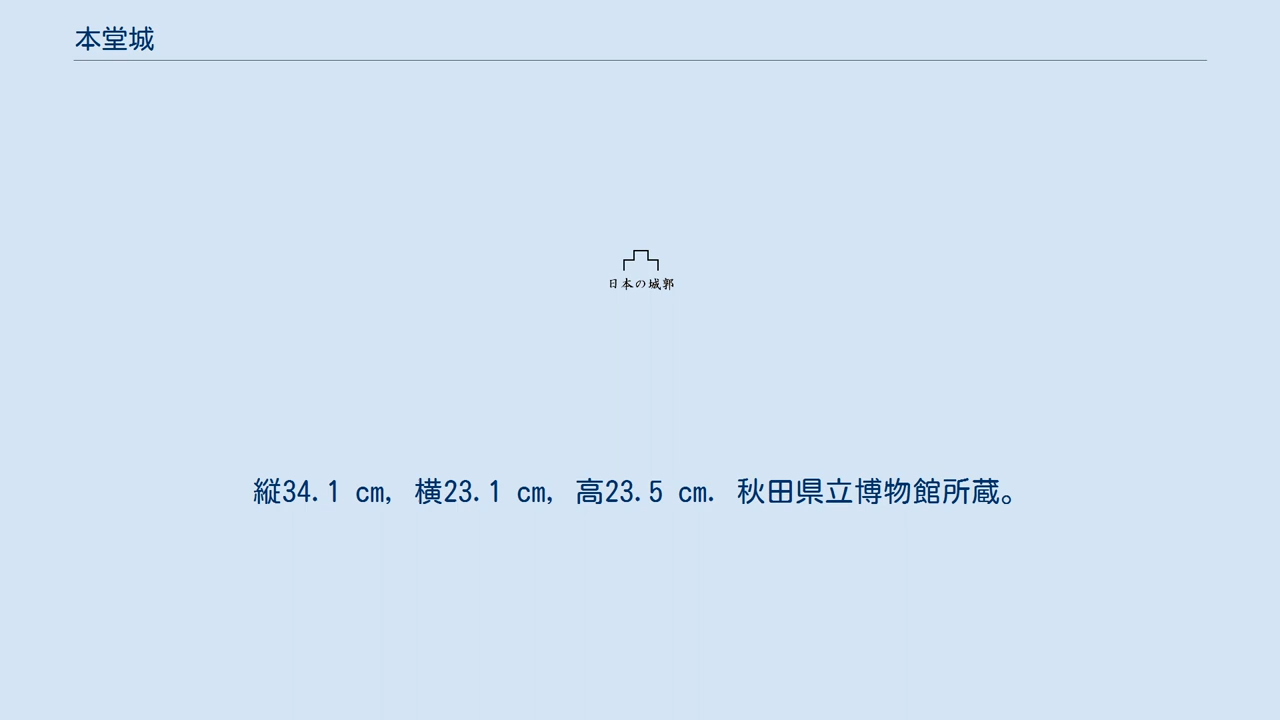 本堂城
日本の城郭
縦34.1 cm, 横23.1 cm, 高23.5 cm. 秋田県立博物館所蔵。